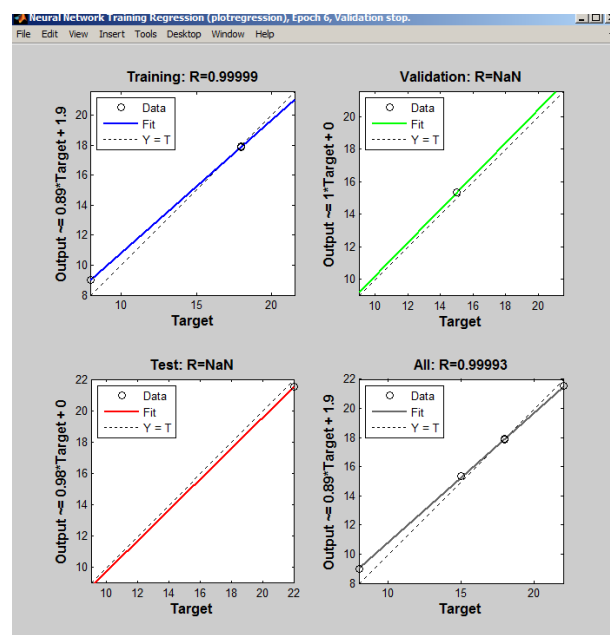 Neural Network Training Regression (plotregression), Epoch 6, Validation stop.
File Edit View Insert Tools Desktop Window Help
Training: R=0.99999
Output ~= 0.89*Target + 1.9
20
18
16
14
12
10
8
Data
Fit
Y = T
10 15 20
Target
Validation: R=NaN
Output ~= 1*Target + 0
20
18
16
14
12
10
Data
Fit
Y = T
10 12 14 16 18 20
Target
Test: R=NaN
Output ~= 0.98*Target + 0
22
20
18
16
14
12
10
Data
Fit
Y = T
10 12 14 16 18 20 22
Target
All: R=0.99993
Output ~= 0.89*Target + 1.9
22
20
18
16
14
12
10
8
Data
Fit
Y = T
10 15 20
Target